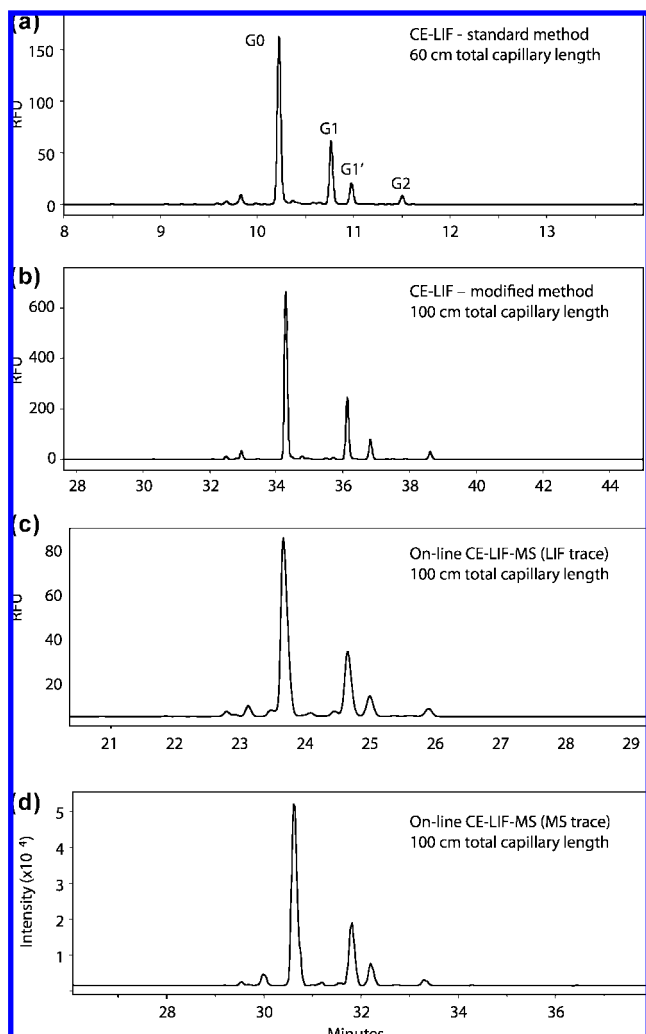 (a)
CE-LIF - standard method
60 cm total capillary length
G0
G1
G1’
G2
150
100
50
0
RFU
8 9 10 11 12 13
(b)
CE-LIF – modified method
100 cm total capillary length
600
400
200
0
RFU
28 30 32 34 36 38 40 42 44
(c)
On-line CE-LIF-MS (LIF trace)
100 cm total capillary length
80
60
40
20
RFU
21 22 23 24 25 26 27 28 29
(d)
On-line CE-LIF-MS (MS trace)
100 cm total capillary length
5
4
3
2
1
Intensity (x10⁻⁴)
28 30 32 34 36
Minutes